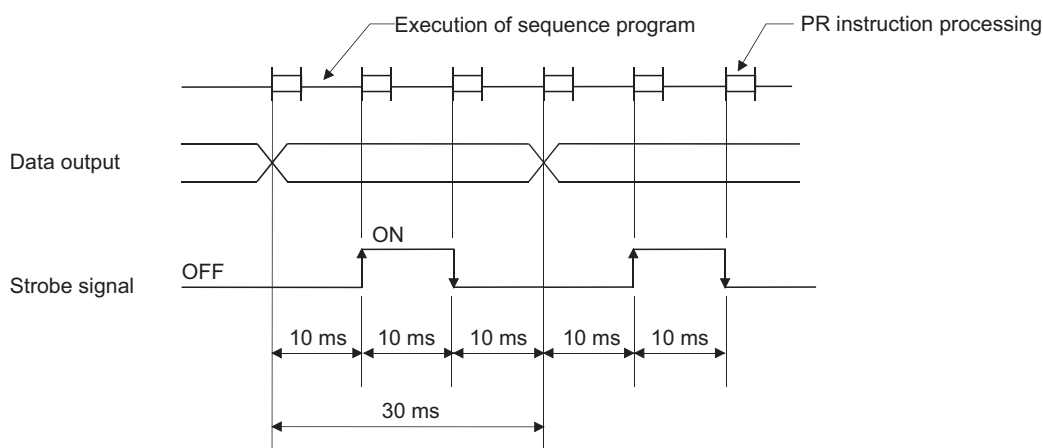 Execution of sequence program
PR instruction processing
Data output
ON
OFF
Strobe signal
10 ms 10 ms 10 ms 10 ms 10 ms
30 ms